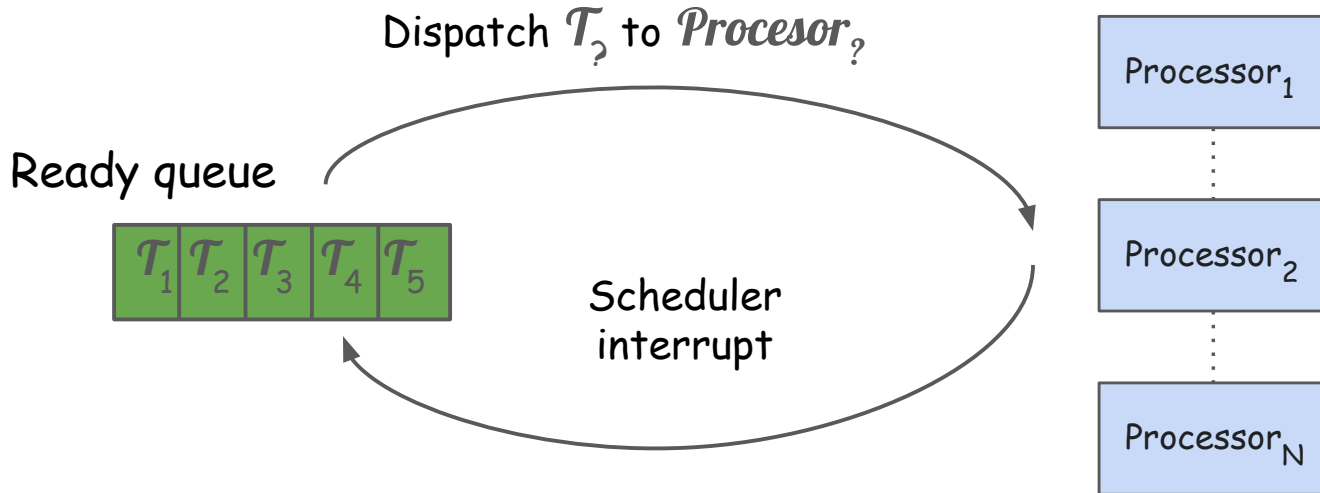 Dispatch T? to Procesor?
Ready queue
T1 T2 T3 T4 T5
Scheduler
interrupt
Processor1
Processor2
ProcessorN